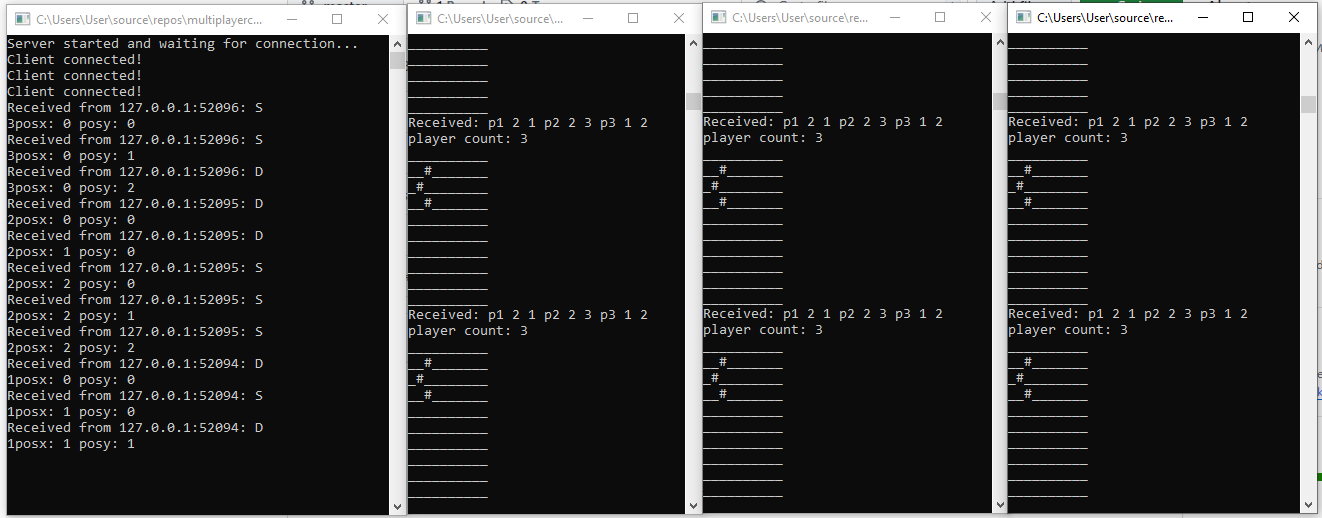 C:\Users\User\source\repos\multiplayerc...
Server started and waiting for connection...
Client connected!
Client connected!
Client connected!
Received from 127.0.0.1:52096: S
3posx: 0 posy: 0
Received from 127.0.0.1:52096: S
3posx: 0 posy: 1
Received from 127.0.0.1:52096: D
3posx: 0 posy: 2
Received from 127.0.0.1:52095: D
2posx: 0 posy: 0
Received from 127.0.0.1:52095: D
2posx: 1 posy: 0
Received from 127.0.0.1:52095: S
2posx: 2 posy: 0
Received from 127.0.0.1:52095: S
2posx: 2 posy: 1
Received from 127.0.0.1:52095: S
2posx: 2 posy: 2
Received from 127.0.0.1:52094: D
1posx: 0 posy: 0
Received from 127.0.0.1:52094: S
1posx: 1 posy: 0
Received from 127.0.0.1:52094: D
1posx: 1 posy: 1
C:\Users\User\source\...
__________
__________
__________
__________
__________
Received: p1 2 1 p2 2 3 p3 1 2
player count: 3
__________
__#_______
_#________
__#_______
__________
__________
__________
__________
__________
__________
Received: p1 2 1 p2 2 3 p3 1 2
player count: 3
__________
__#_______
_#________
__#_______
__________
__________
__________
__________
__________
__________
C:\Users\User\source\re...
__________
__________
__________
__________
__________
Received: p1 2 1 p2 2 3 p3 1 2
player count: 3
__________
__#_______
_#________
__#_______
__________
__________
__________
__________
__________
__________
Received: p1 2 1 p2 2 3 p3 1 2
player count: 3
__________
__#_______
_#________
__#_______
__________
__________
__________
__________
__________
__________
C:\Users\User\source\re...
__________
__________
__________
__________
__________
Received: p1 2 1 p2 2 3 p3 1 2
player count: 3
__________
__#_______
_#________
__#_______
__________
__________
__________
__________
__________
__________
Received: p1 2 1 p2 2 3 p3 1 2
player count: 3
__________
__#_______
_#________
__#_______
__________
__________
__________
__________
__________
__________